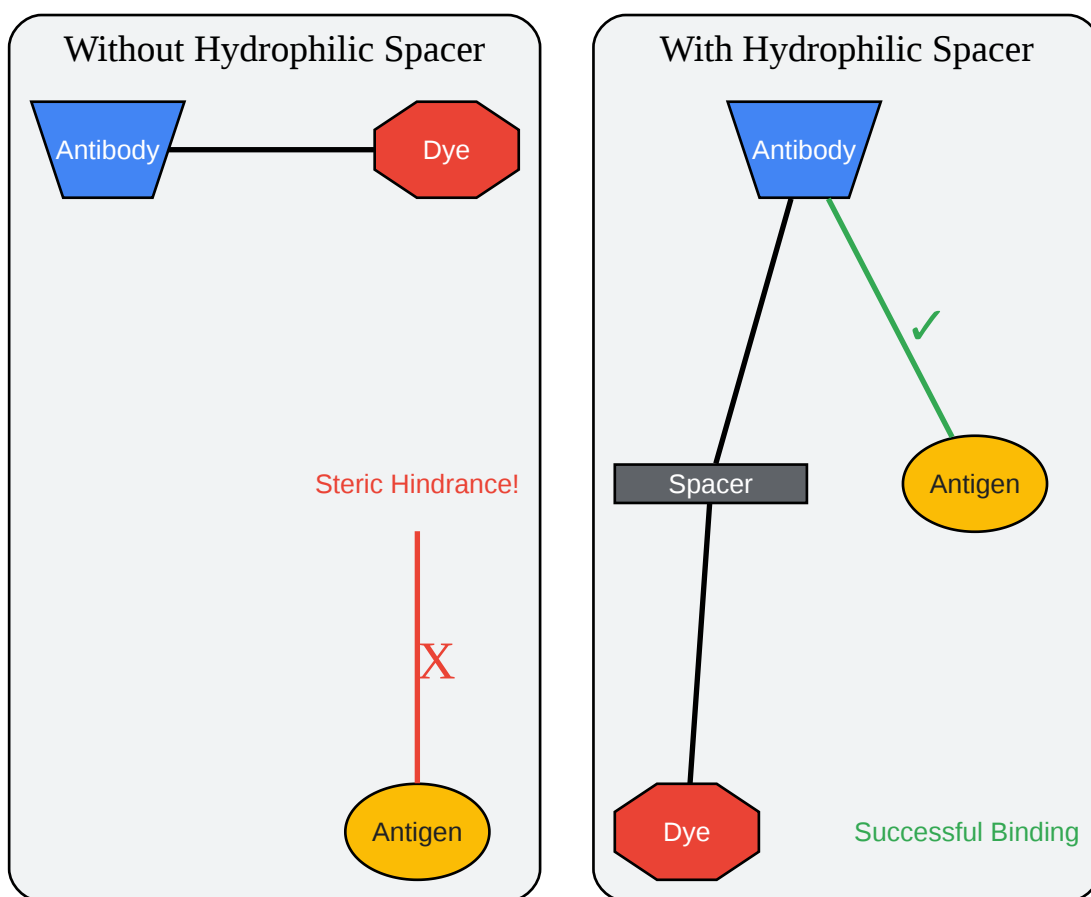 Without Hydrophilic Spacer
Antibody
Dye
Steric Hindrance!
X
Antigen
With Hydrophilic Spacer
Antibody
✓
Spacer
Antigen
Dye
Successful Binding